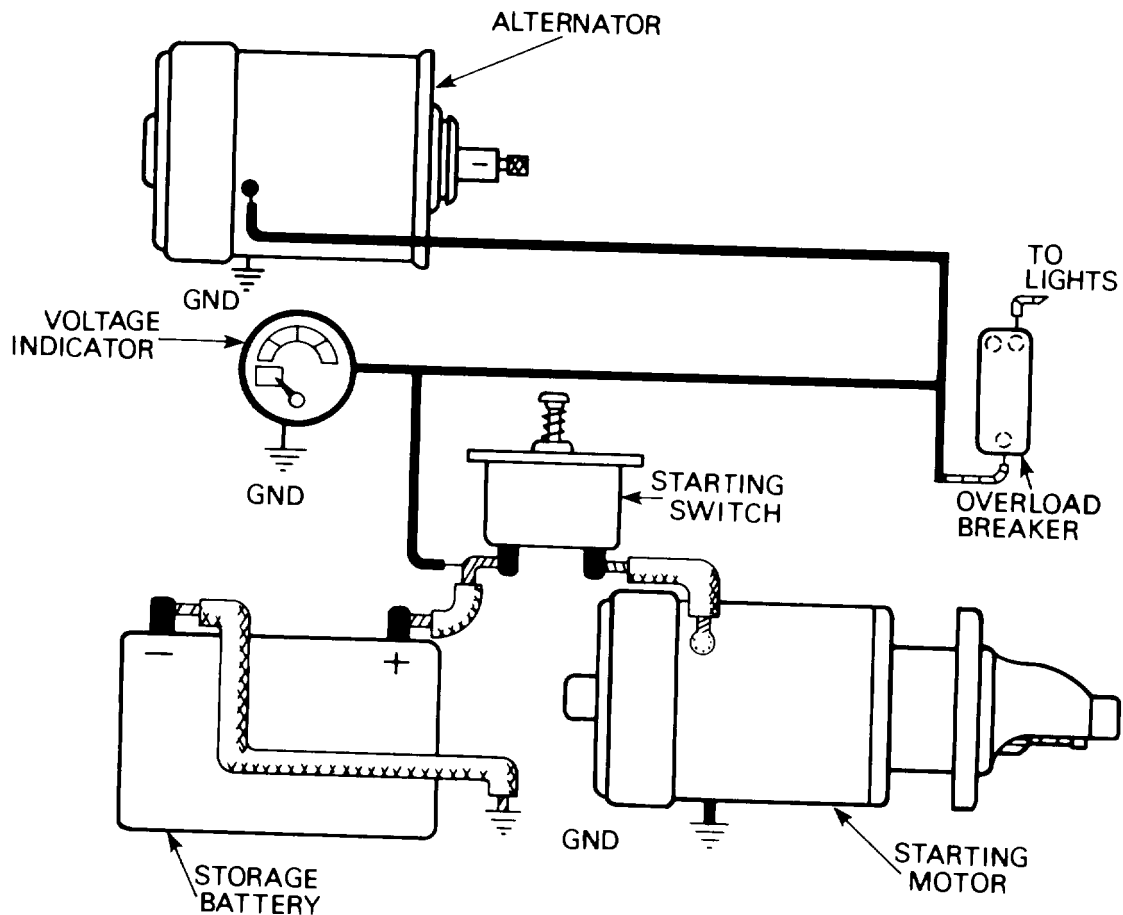 ALTERNATOR
TO
LIGHTS
GND
VOLTAGE
INDICATOR
GND
STARTING
SWITCH
OVERLOAD
BREAKER
−
+
GND
STORAGE
BATTERY
STARTING
MOTOR